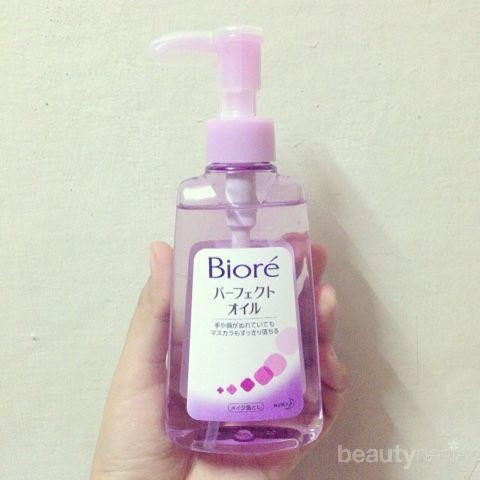 Bioré
パーフェクト
オイル
手や顔がぬれていても
マスカラもすっきり落ちる
メイク落とし
beauty